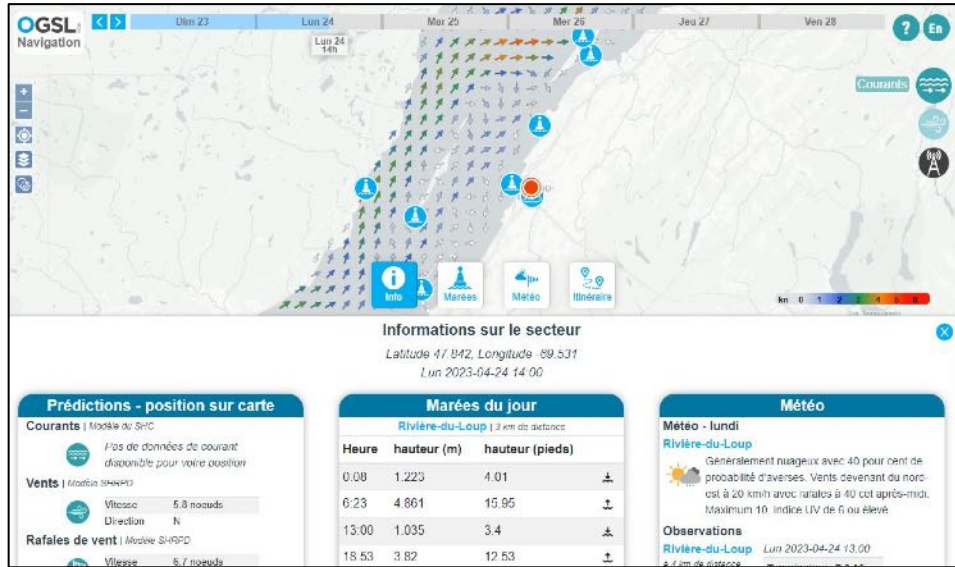 OGSL
Navigation
Dim 23 Lun 24 Mar 25 Mer 26 Jeu 27 Ven 28
Lun 24
14h
? En
Courants
Info Marées Météo Itinéraire
kn 0 1 2 3 4 5 6
Informations sur le secteur
Latitude 47.842, Longitude -69.531
Lun 2023-04-24 14:00
Prédictions - position sur carte
Courants | Modèle du SHC
Pas de données de courant
disponible pour votre position
Vents | Modèle SHRPD
Vitesse 5.8 noeuds
Direction N
Rafales de vent | Modèle SHRPD
Vitesse 6.7 noeuds
Marées du jour
Rivière-du-Loup | 3 km de distance
Heure hauteur (m) hauteur (pieds)
0:08 1.223 4.01
6:23 4.861 15.95
13:00 1.035 3.4
18:53 3.82 12.53
Météo
Météo - lundi
Rivière-du-Loup
Généralement nuageux avec 40 pour cent de
probabilité d'averses. Vents devenant du nord-
est à 20 km/h avec rafales à 40 cet après-midi.
Maximum 10. Indice UV de 6 ou élevé
Observations
Rivière-du-Loup Lun 2023-04-24 13:00
à 4 km de distance